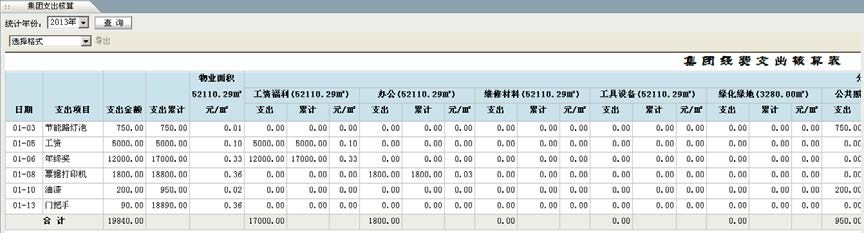 集团支出核算
统计年份: 2013年 查 询
选择格式 导出
集团经费支出核算表
物业面积
52110.29㎡ 工资福利(52110.29㎡) 办公(52110.29㎡) 维修材料(52110.29㎡) 工具设备(52110.29㎡) 绿化绿地(3280.00㎡)
日期 支出项目 支出金额 支出累计 元/㎡ 支出 累计 元/㎡ 支出 累计 元/㎡ 支出 累计 元/㎡ 支出 累计 元/㎡ 支出 累计 元/㎡ 支出
01-03 节能路灯泡 750.00 750.00 0.01 0.00 0.00 0.00 0.00 0.00 0.00 0.00 0.00 0.00 0.00 0.00 0.00 0.00 0.00 0.00 750.00
01-05 工资 5000.00 5000.00 0.10 5000.00 5000.00 0.10 0.00 0.00 0.00 0.00 0.00 0.00 0.00 0.00 0.00 0.00 0.00 0.00 0.00
01-06 年终奖 12000.00 17000.00 0.33 12000.00 17000.00 0.33 0.00 0.00 0.00 0.00 0.00 0.00 0.00 0.00 0.00 0.00 0.00 0.00 0.00
01-08 票据打印机 1800.00 18800.00 0.36 0.00 0.00 0.00 1800.00 1800.00 0.03 0.00 0.00 0.00 0.00 0.00 0.00 0.00 0.00 0.00 0.00
01-10 油漆 200.00 950.00 0.02 0.00 0.00 0.00 0.00 0.00 0.00 0.00 0.00 0.00 0.00 0.00 0.00 0.00 0.00 0.00 200.00
01-13 门把手 90.00 18890.00 0.36 0.00 0.00 0.00 0.00 0.00 0.00 0.00 0.00 0.00 0.00 0.00 0.00 0.00 0.00 0.00 0.00
合 计 19840.00 17000.00 1800.00 0.00 0.00 0.00 950.00